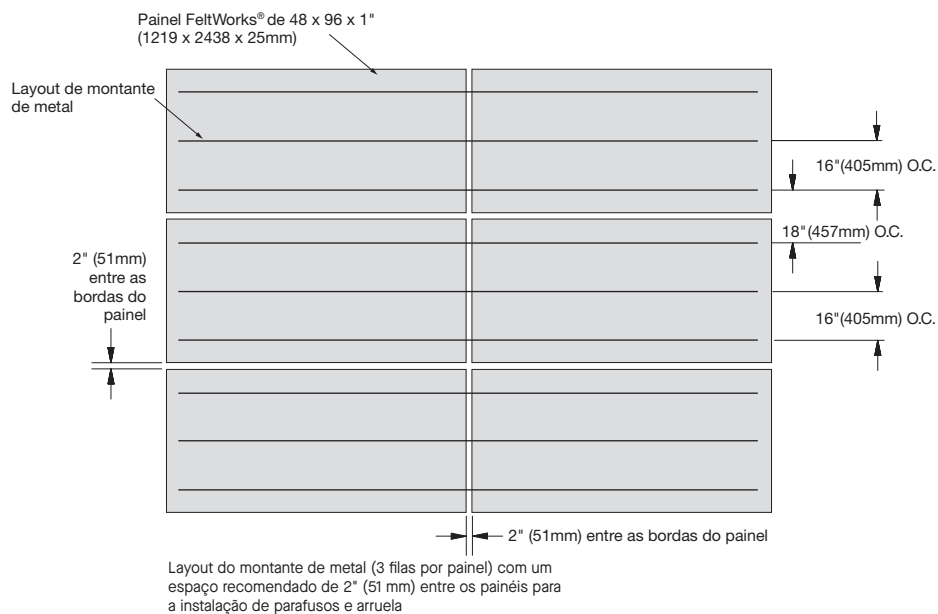 Painel FeltWorks® de 48 x 96 x 1"
(1219 x 2438 x 25mm)
Layout de montante
de metal
16"(405mm) O.C.
18"(457mm) O.C.
2" (51mm)
entre as
bordas do
painel
16"(405mm) O.C.
2" (51mm) entre as bordas do painel
Layout do montante de metal (3 filas por painel) com um
espaço recomendado de 2" (51 mm) entre os painéis para
a instalação de parafusos e arruela